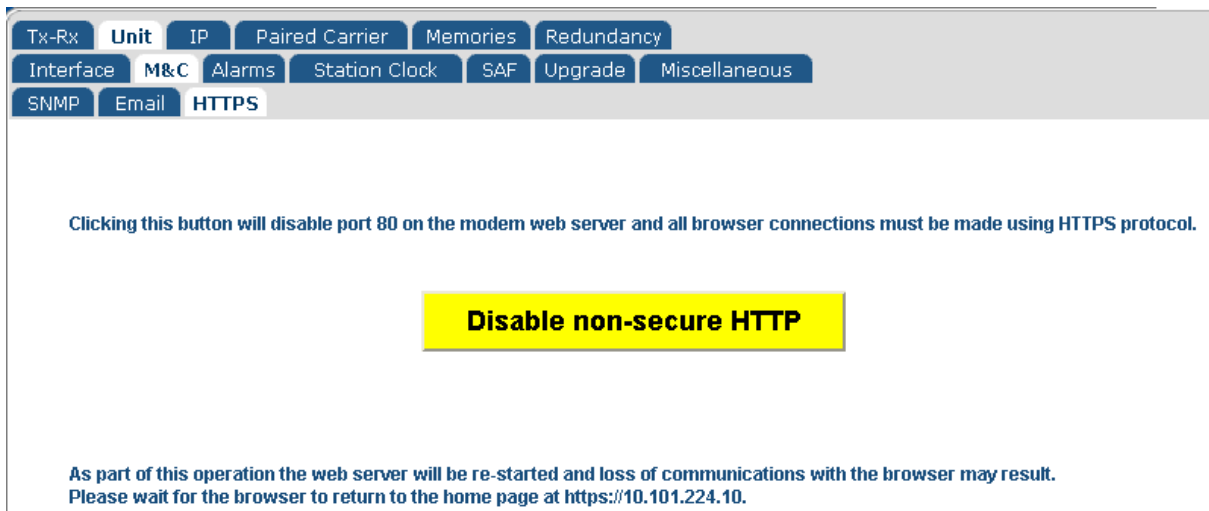 Tx-Rx Unit IP Paired Carrier Memories Redundancy
Interface M&C Alarms Station Clock SAF Upgrade Miscellaneous
SNMP Email HTTPS
Clicking this button will disable port 80 on the modem web server and all browser connections must be made using HTTPS protocol.
Disable non-secure HTTP
As part of this operation the web server will be re-started and loss of communications with the browser may result.
Please wait for the browser to return to the home page at https://10.101.224.10.